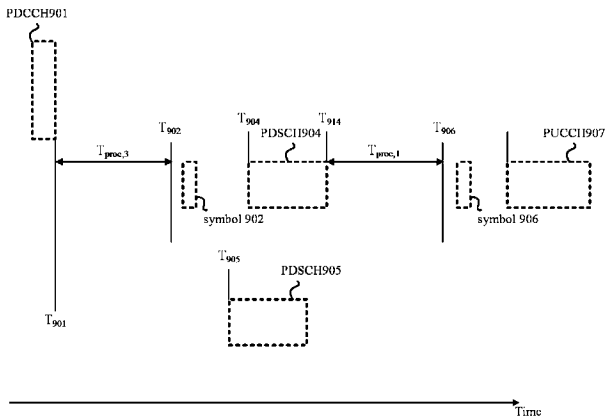 PDCCH901
T902
T904
PDSCH904
T914
T906
PUCCH907
Tproc,3
Tproc,1
symbol 902
symbol 906
T905
PDSCH905
T901
Time